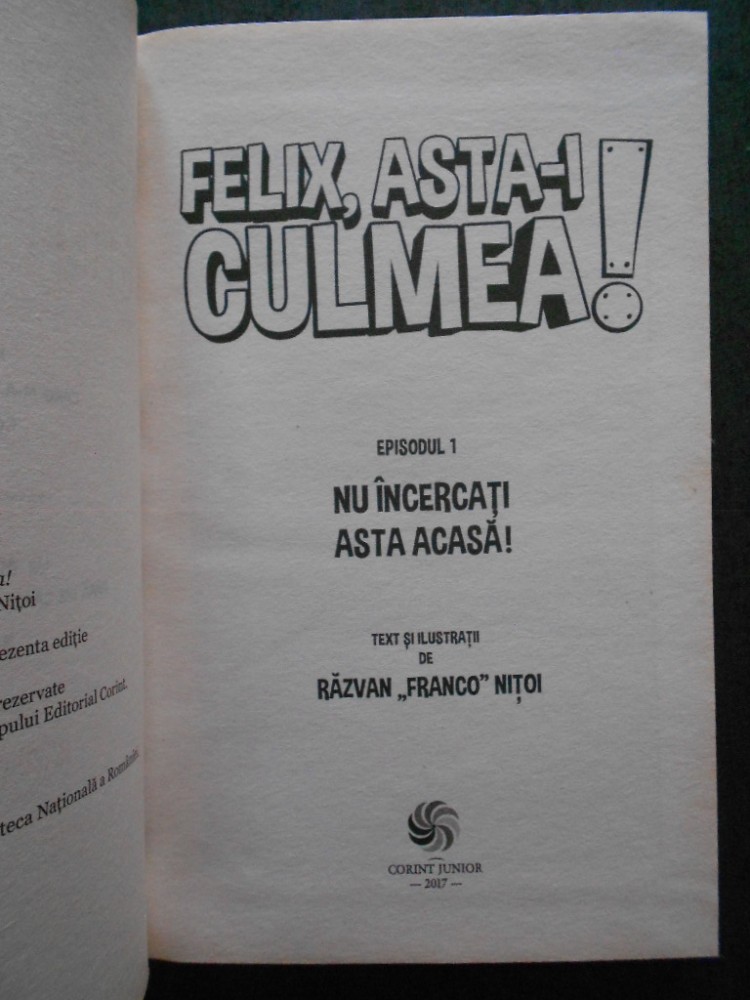 u!
Nițoi
ezenta ediție
rezervate
pului Editorial Corint.
teca Națională a României
FELIX, ASTA-I
CULMEA!
EPISODUL 1
NU ÎNCERCAȚI
ASTA ACASĂ!
TEXT ȘI ILUSTRAȚII
DE
RĂZVAN „FRANCO” NIȚOI
CORINT JUNIOR
— 2017 —